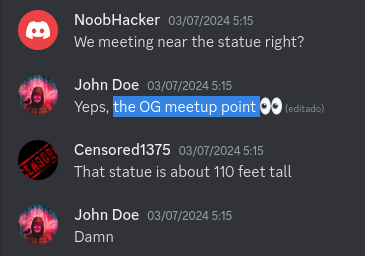 NoobHacker 03/07/2024 5:15
We meeting near the statue right?
John Doe 03/07/2024 5:15
Yeps, the OG meetup point 👀 (editado)
CENSORED
Censored1375 03/07/2024 5:15
That statue is about 110 feet tall
John Doe 03/07/2024 5:15
Damn